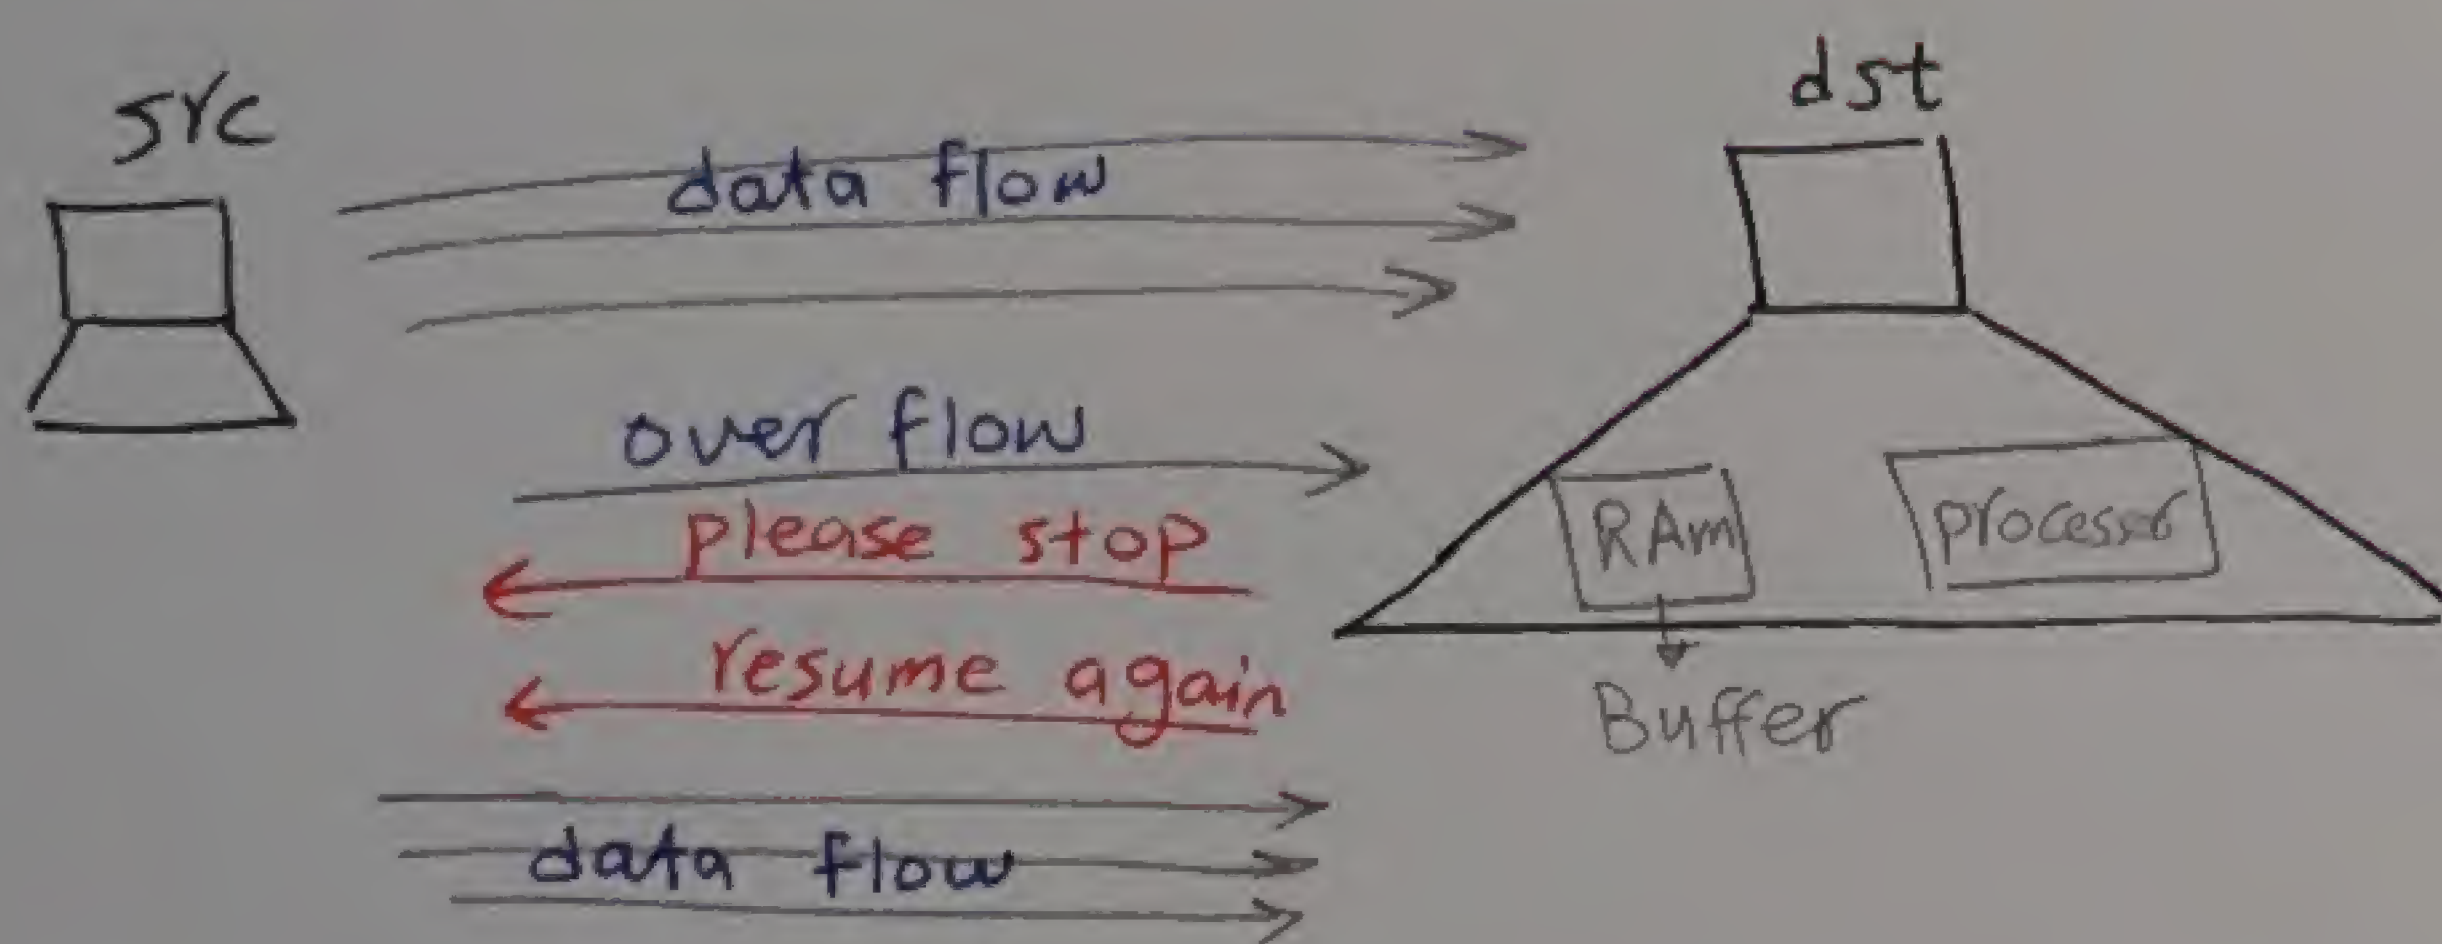 src
dst
data flow
over flow
please stop
RAm
processor
resume again
Buffer
data flow